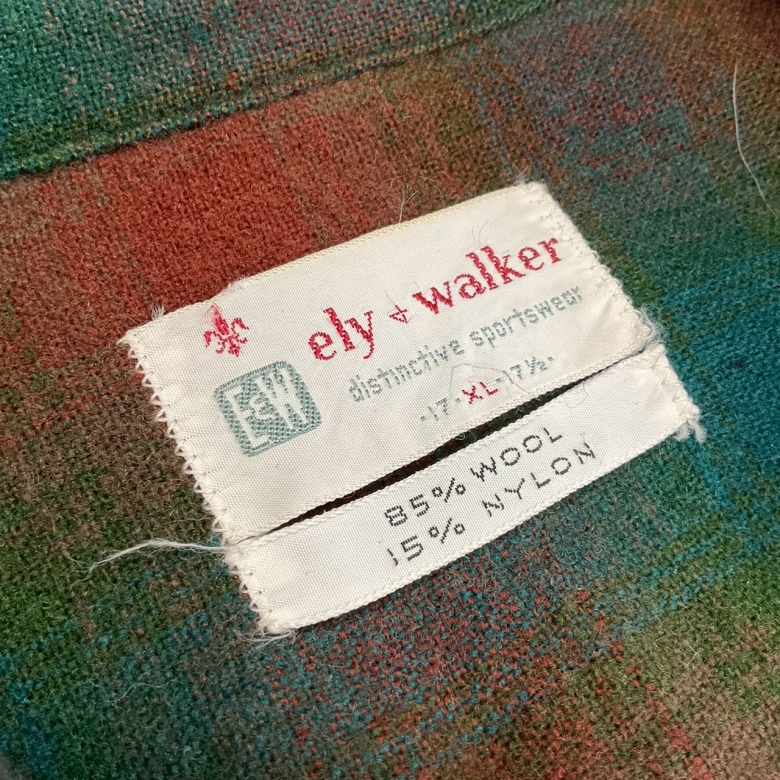 ely + walker
E&W
distinctive sportswear
-17-XL-17½-
85% WOOL
15% NYLON